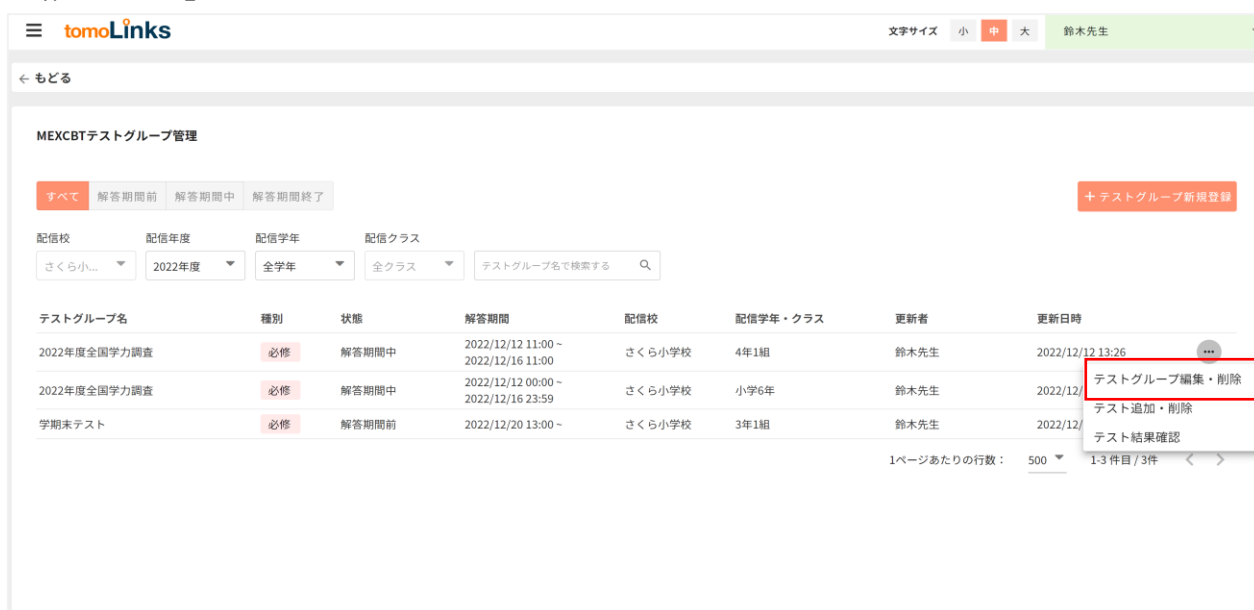 tomoLinks 文字サイズ 小 中 大 鈴木先生
← もどる
MEXCBTテストグループ管理
すべて 解答期間前 解答期間中 解答期間終了 + テストグループ新規登録
配信校 配信年度 配信学年 配信クラス
さくら小... 2022年度 全学年 全クラス テストグループ名で検索する
テストグループ名 種別 状態 解答期間 配信校 配信学年・クラス 更新者 更新日時
2022年度全国学力調査 必修 解答期間中 2022/12/12 11:00 ~ さくら小学校 4年1組 鈴木先生 2022/12/12 13:26
2022/12/16 11:00
テストグループ編集・削除
2022年度全国学力調査 必修 解答期間中 2022/12/12 00:00 ~ さくら小学校 小学6年 鈴木先生 2022/12/
2022/12/16 23:59
テスト追加・削除
学期末テスト 必修 解答期間前 2022/12/20 13:00 ~ さくら小学校 3年1組 鈴木先生 2022/12/
テスト結果確認
1ページあたりの行数： 500 1-3 件目 / 3件